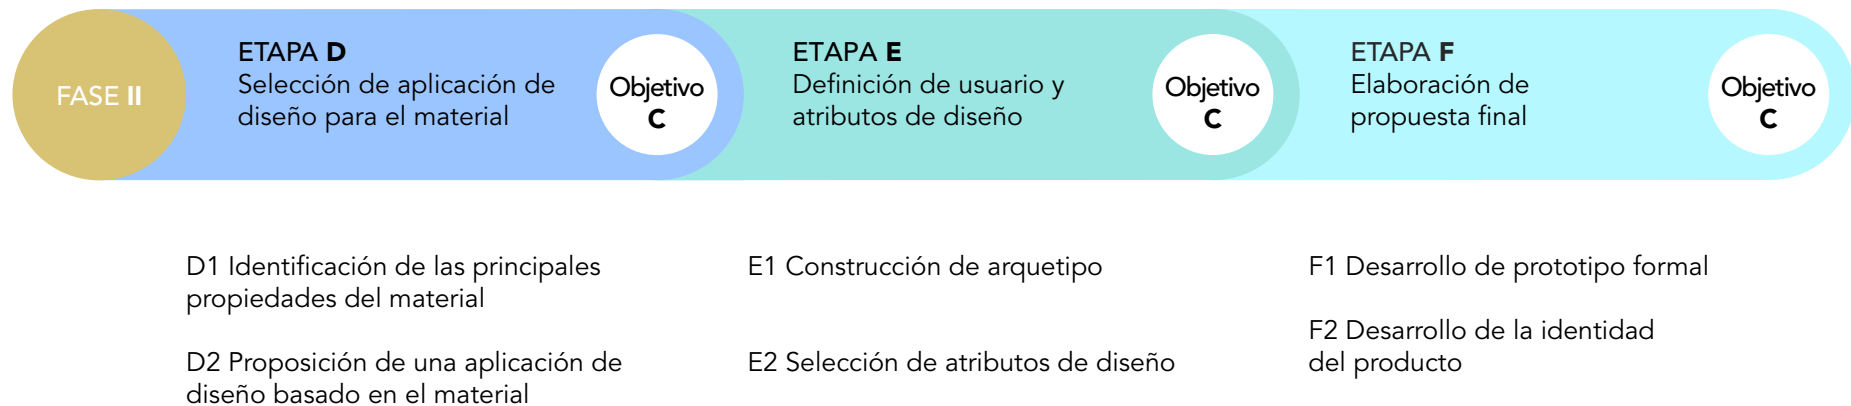 FASE II
ETAPA D
Selección de aplicación de
diseño para el material
Objetivo
C
ETAPA E
Definición de usuario y
atributos de diseño
Objetivo
C
ETAPA F
Elaboración de
propuesta final
Objetivo
C
D1 Identificación de las principales
propiedades del material
D2 Proposición de una aplicación de
diseño basado en el material
E1 Construcción de arquetipo
E2 Selección de atributos de diseño
F1 Desarrollo de prototipo formal
F2 Desarrollo de la identidad
del producto